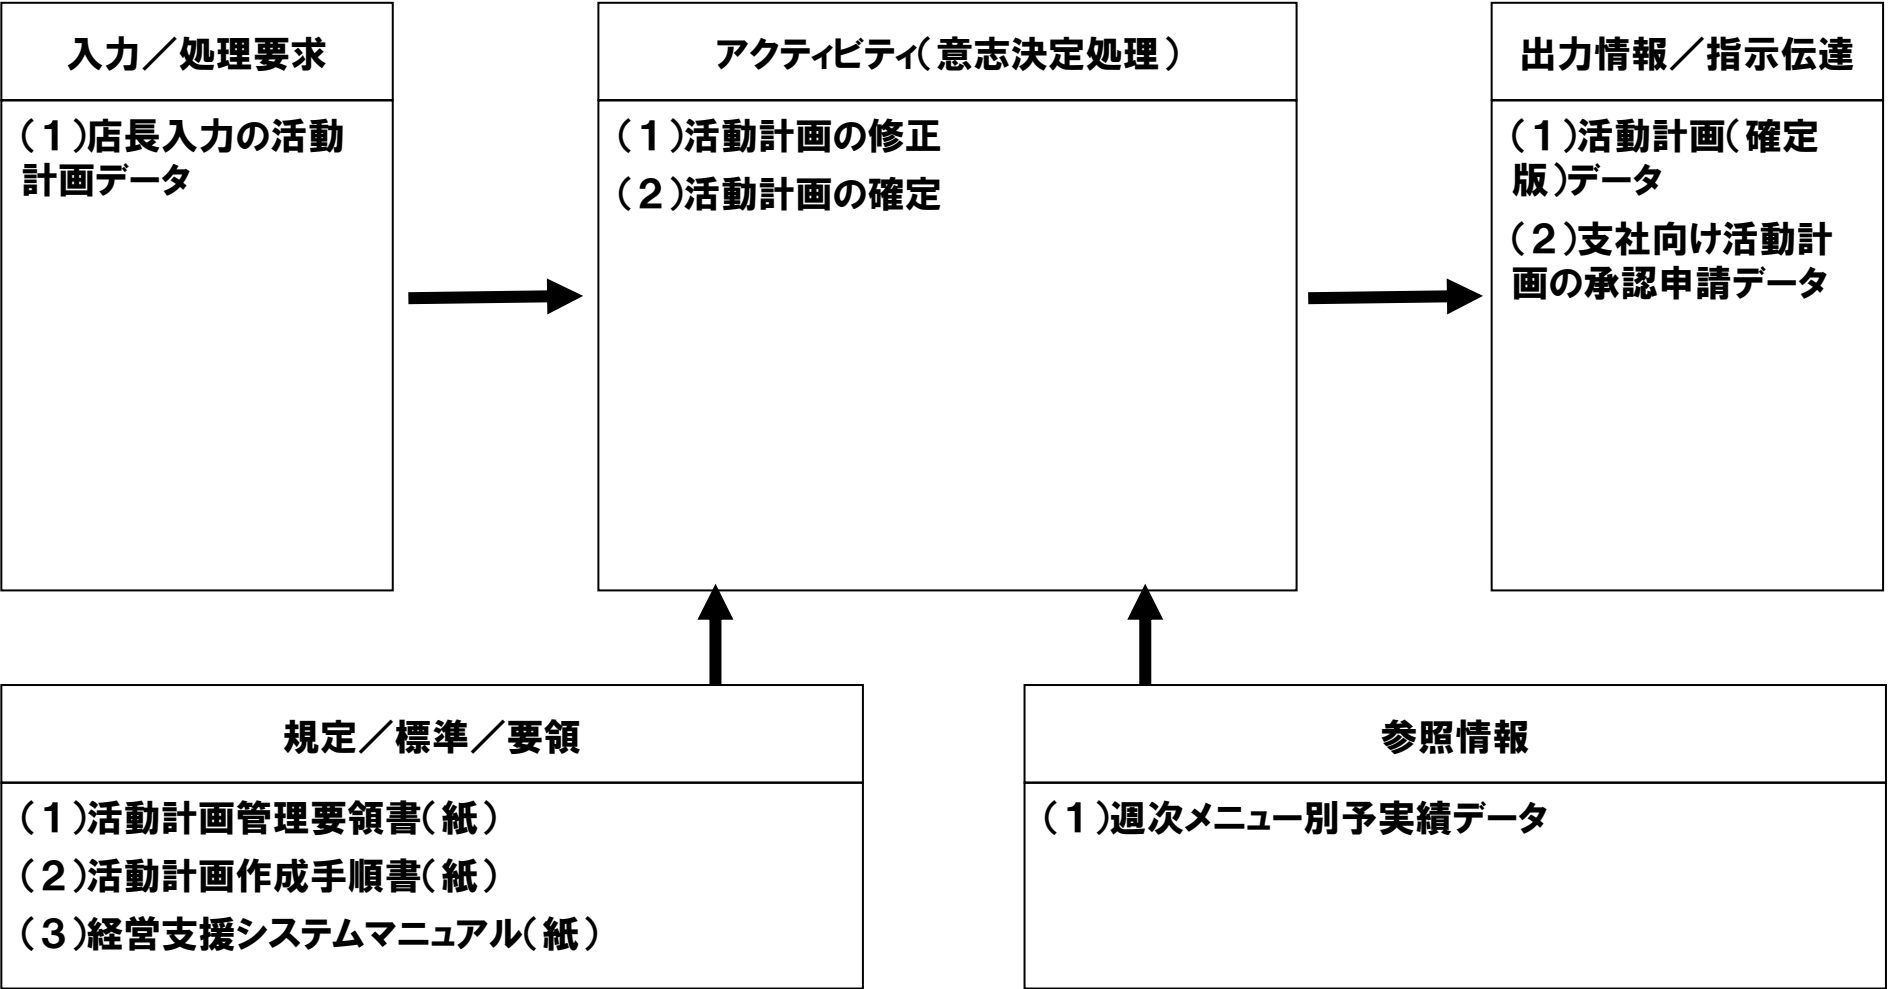 入力／処理要求
（１）店長入力の活動
計画データ
アクティビティ（意志決定処理）
（１）活動計画の修正
（２）活動計画の確定
出力情報／指示伝達
（１）活動計画（確定
版）データ
（２）支社向け活動計
画の承認申請データ
規定／標準／要領
（１）活動計画管理要領書（紙）
（２）活動計画作成手順書（紙）
（３）経営支援システムマニュアル（紙）
参照情報
（１）週次メニュー別予実績データ